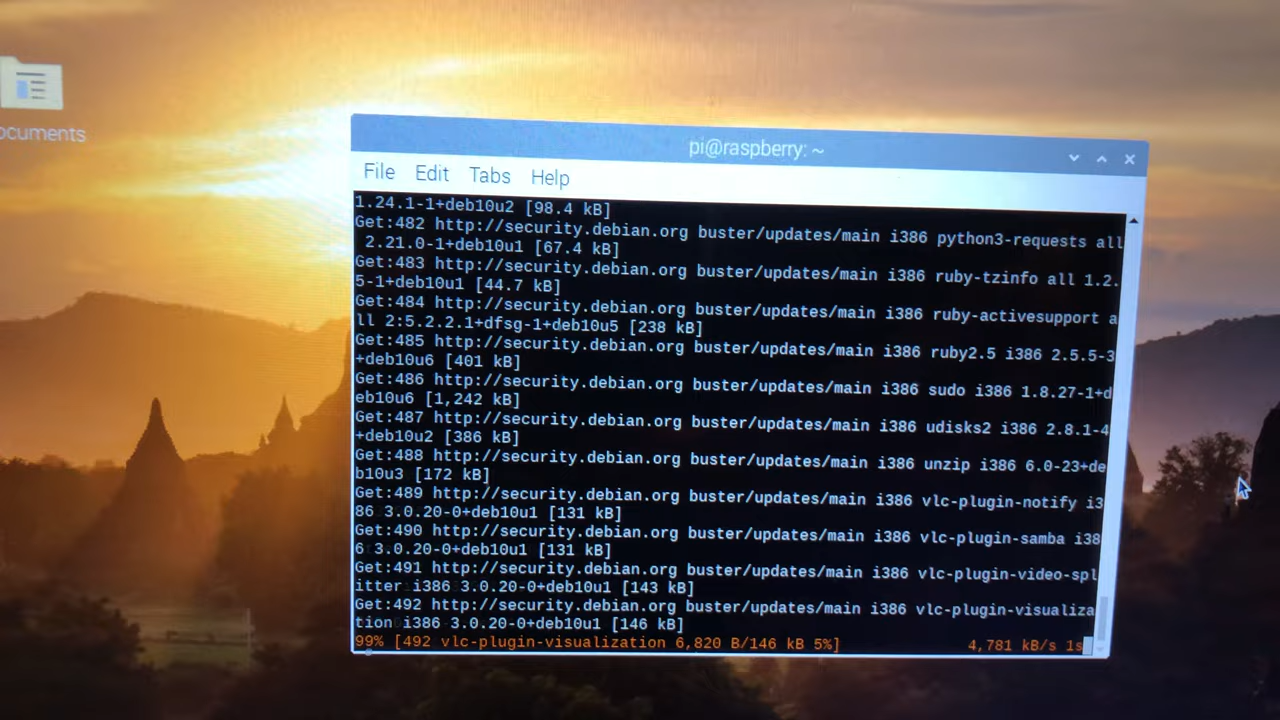 ocuments
pi@raspberry: ~
File Edit Tabs Help
1.24.1-1+deb10u2 [98.4 kB]
Get:482 http://security.debian.org buster/updates/main i386 python3-requests all
2.21.0-1+deb10u1 [67.4 kB]
Get:483 http://security.debian.org buster/updates/main i386 ruby-tzinfo all 1.2.
5-1+deb10u1 [44.7 kB]
Get:484 http://security.debian.org buster/updates/main i386 ruby-activesupport a
ll 2:5.2.2.1+dfsg-1+deb10u5 [238 kB]
Get:485 http://security.debian.org buster/updates/main i386 ruby2.5 i386 2.5.5-3
+deb10u6 [401 kB]
Get:486 http://security.debian.org buster/updates/main i386 sudo i386 1.8.27-1+d
eb10u6 [1,242 kB]
Get:487 http://security.debian.org buster/updates/main i386 udisks2 i386 2.8.1-4
+deb10u2 [386 kB]
Get:488 http://security.debian.org buster/updates/main i386 unzip i386 6.0-23+de
b10u3 [172 kB]
Get:489 http://security.debian.org buster/updates/main i386 vlc-plugin-notify i3
86 3.0.20-0+deb10u1 [131 kB]
Get:490 http://security.debian.org buster/updates/main i386 vlc-plugin-samba i38
6 3.0.20-0+deb10u1 [131 kB]
Get:491 http://security.debian.org buster/updates/main i386 vlc-plugin-video-spl
itter i386 3.0.20-0+deb10u1 [143 kB]
Get:492 http://security.debian.org buster/updates/main i386 vlc-plugin-visualiza
tion i386 3.0.20-0+deb10u1 [146 kB]
99% [492 vlc-plugin-visualization 6,820 B/146 kB 5%] 4,781 kB/s 1s